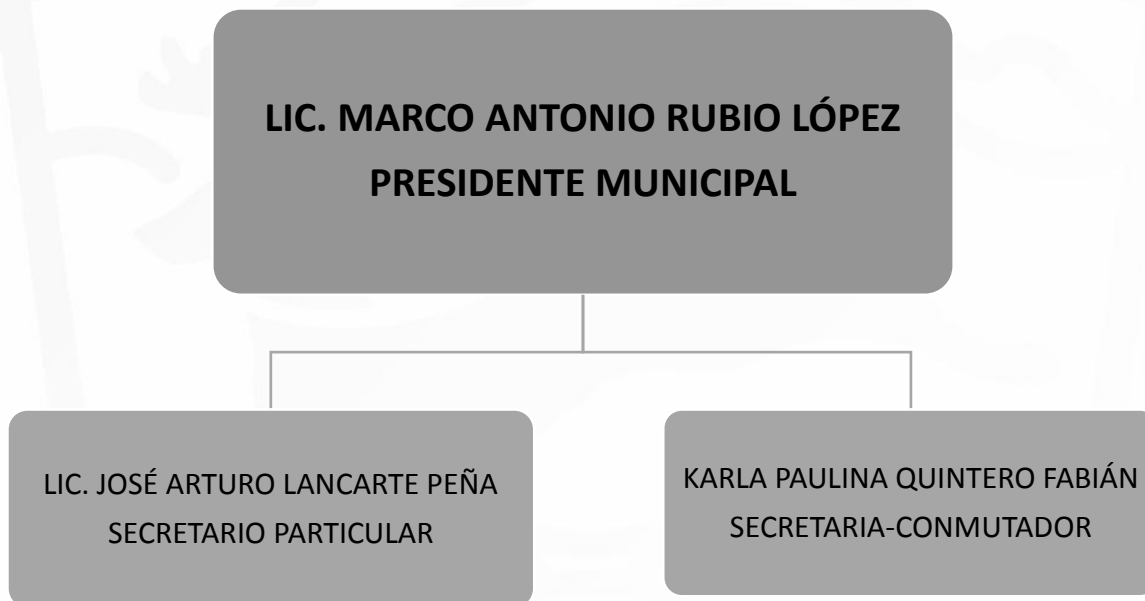 LIC. MARCO ANTONIO RUBIO LÓPEZ
PRESIDENTE MUNICIPAL
LIC. JOSÉ ARTURO LANCARTE PEÑA
SECRETARIO PARTICULAR
KARLA PAULINA QUINTERO FABIÁN
SECRETARIA-CONMUTADOR